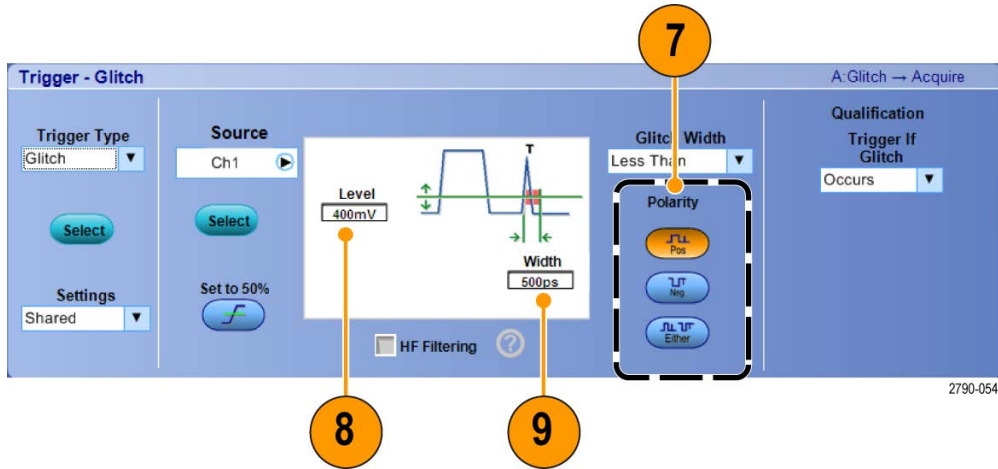 7
Trigger - Glitch
A:Glitch → Acquire
Trigger Type
Glitch
Select
Settings
Shared
Source
Ch1
Select
Set to 50%
Level
400mV
T
Width
500ps
HF Filtering
?
Glitch Width
Less Than
Polarity
Pos
Neg
Either
Qualification
Trigger If
Glitch
Occurs
8
9
2790-054